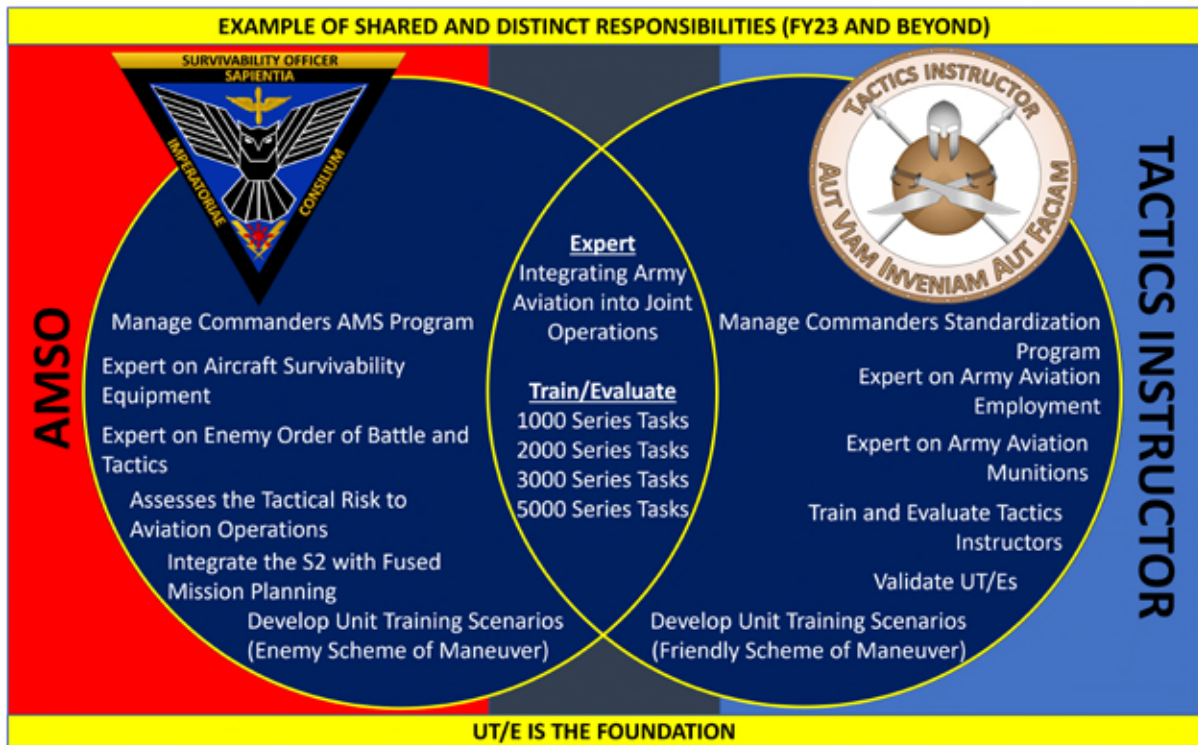 EXAMPLE OF SHARED AND DISTINCT RESPONSIBILITIES (FY23 AND BEYOND)
SURVIVABILITY OFFICER
SAPIENTIA
IMPERATORIAE
CONSILIUM
TACTICS INSTRUCTOR
AUT VIAM INVENIAM AUT FACIAM
AMSO
Manage Commanders AMS Program
Expert on Aircraft Survivability
Equipment
Expert on Enemy Order of Battle and
Tactics
Assesses the Tactical Risk to
Aviation Operations
Integrate the S2 with Fused
Mission Planning
Develop Unit Training Scenarios
(Enemy Scheme of Maneuver)
Expert
Integrating Army
Aviation into Joint
Operations
Train/Evaluate
1000 Series Tasks
2000 Series Tasks
3000 Series Tasks
5000 Series Tasks
Manage Commanders Standardization
Program
Expert on Army Aviation
Employment
Expert on Army Aviation
Munitions
Train and Evaluate Tactics
Instructors
Validate UT/Es
Develop Unit Training Scenarios
(Friendly Scheme of Maneuver)
TACTICS INSTRUCTOR
UT/E IS THE FOUNDATION